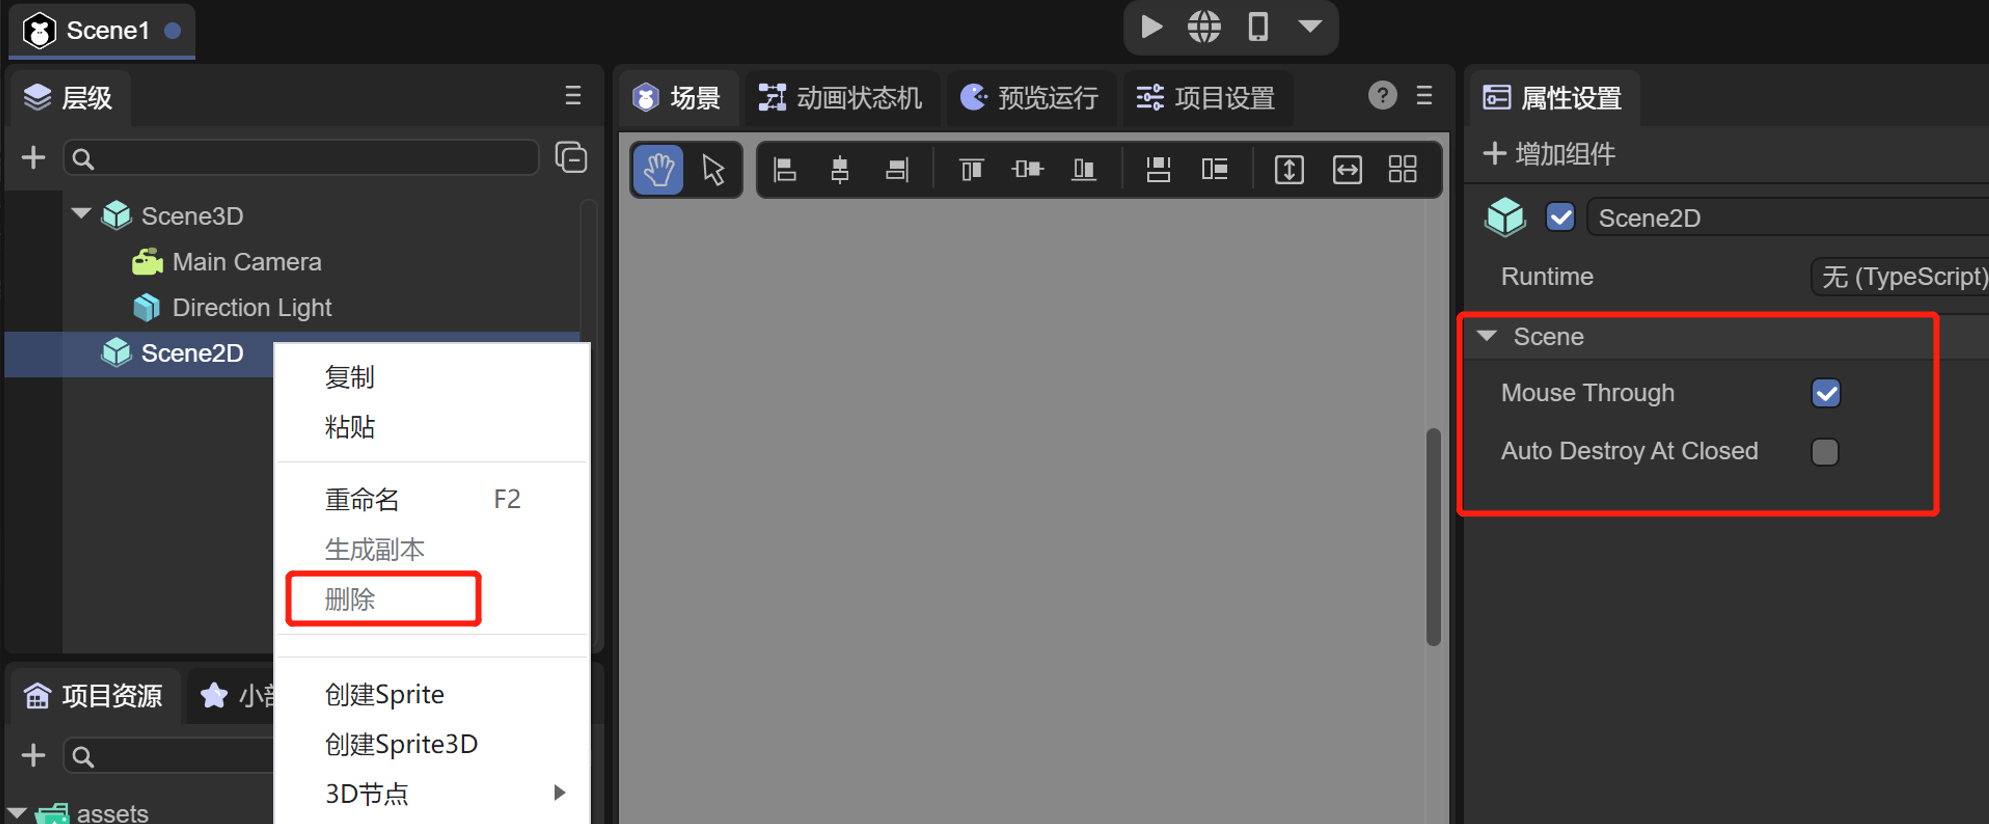 Scene1
层级
Scene3D
Main Camera
Direction Light
Scene2D
复制
粘贴
重命名 F2
生成副本
删除
创建Sprite
创建Sprite3D
3D节点
项目资源
assets
场景
动画状态机
预览运行
项目设置
?
属性设置
增加组件
Scene2D
Runtime 无 (TypeScript)
Scene
Mouse Through
Auto Destroy At Closed